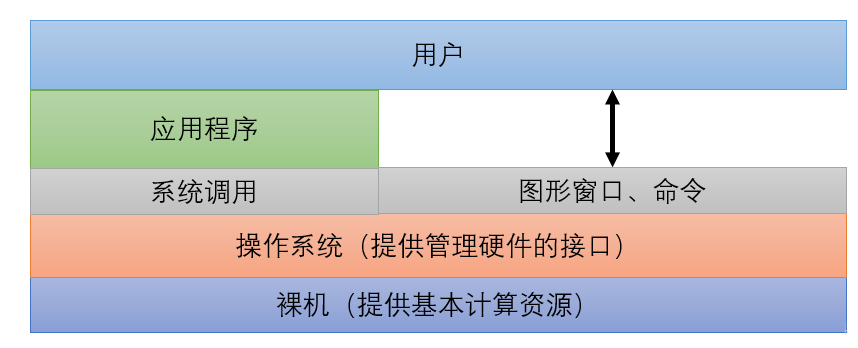 用户
应用程序
系统调用
图形窗口、命令
操作系统（提供管理硬件的接口）
裸机（提供基本计算资源）